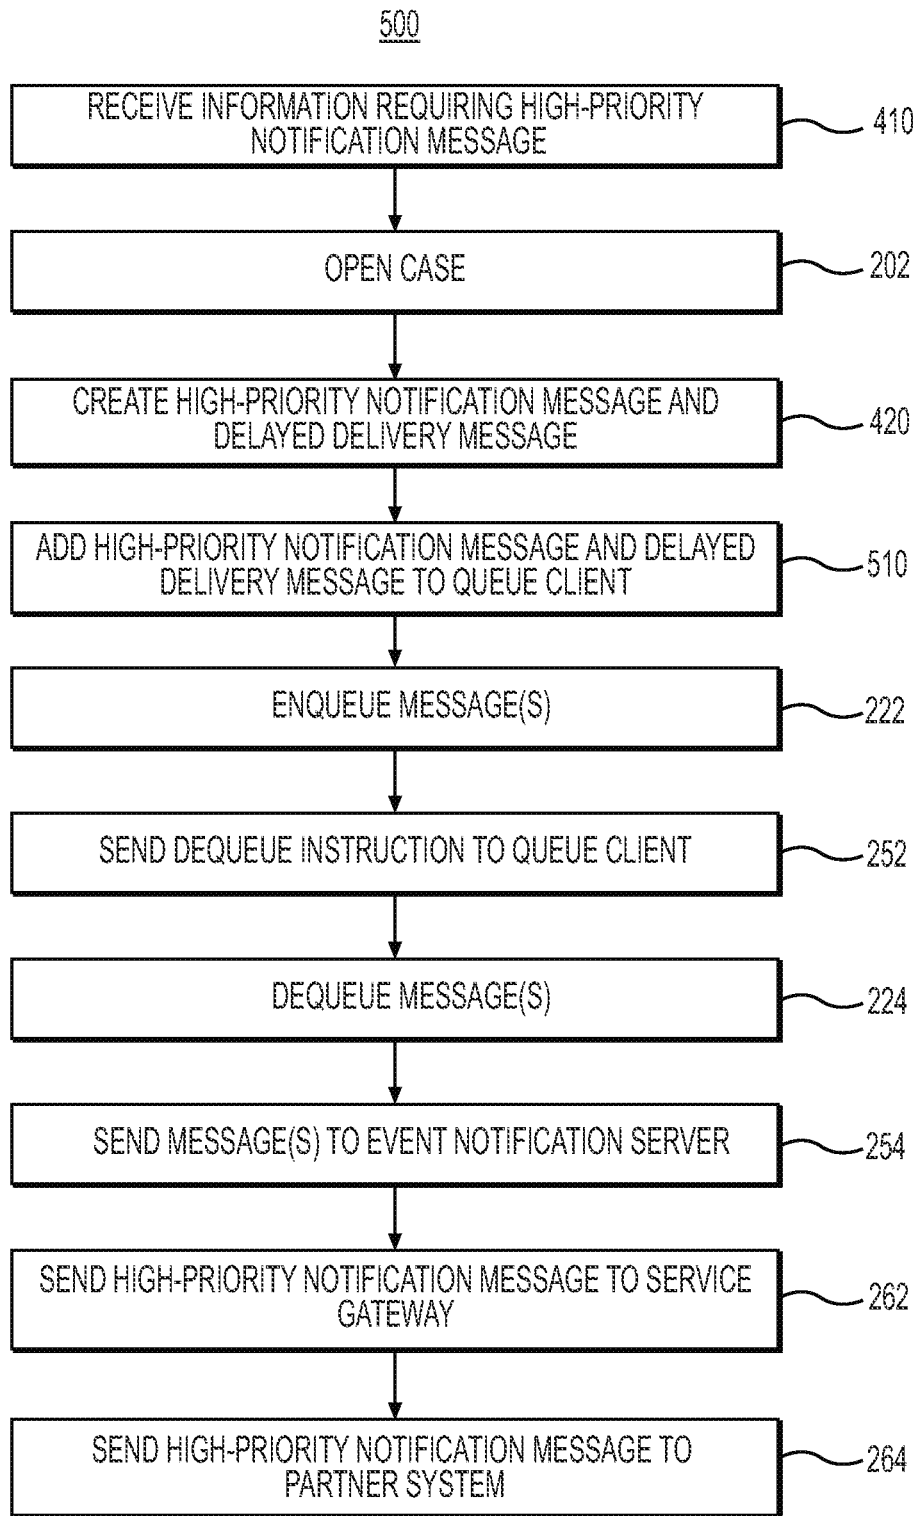 500
RECEIVE INFORMATION REQUIRING HIGH-PRIORITY
NOTIFICATION MESSAGE
410
OPEN CASE
202
CREATE HIGH-PRIORITY NOTIFICATION MESSAGE AND
DELAYED DELIVERY MESSAGE
420
ADD HIGH-PRIORITY NOTIFICATION MESSAGE AND DELAYED
DELIVERY MESSAGE TO QUEUE CLIENT
510
ENQUEUE MESSAGE(S)
222
SEND DEQUEUE INSTRUCTION TO QUEUE CLIENT
252
DEQUEUE MESSAGE(S)
224
SEND MESSAGE(S) TO EVENT NOTIFICATION SERVER
254
SEND HIGH-PRIORITY NOTIFICATION MESSAGE TO SERVICE
GATEWAY
262
SEND HIGH-PRIORITY NOTIFICATION MESSAGE TO
PARTNER SYSTEM
264